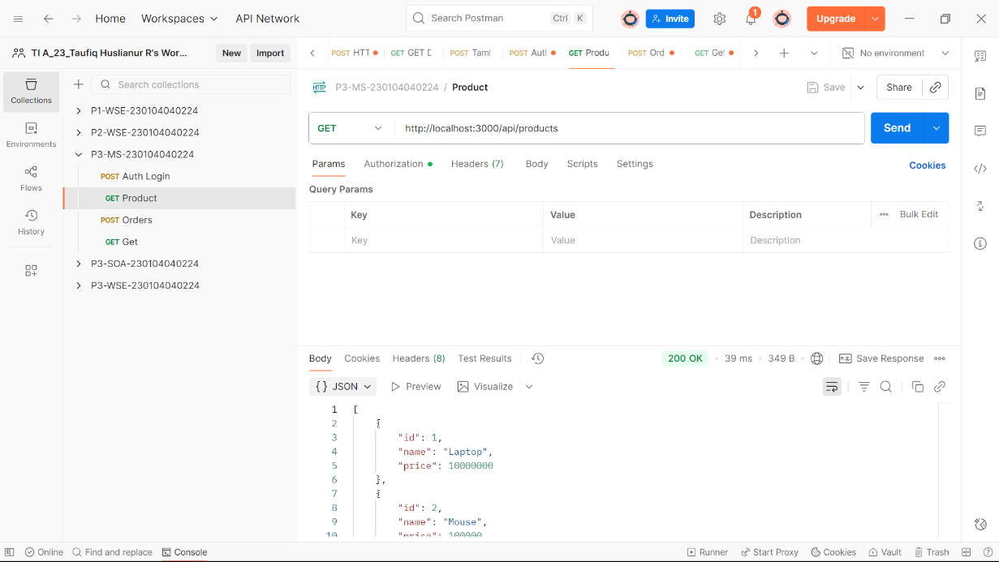 Home Workspaces API Network Search Postman Ctrl K Invite 1 Upgrade
TI A_23_Taufiq Huslianur R's Wor... New Import POST HTT GET GET D POST Taml POST Aut GET Produ POST Ord GET Get No environment
Collections
Environments
Flows
History
Search collections
P1-WSE-230104040224
P2-WSE-230104040224
P3-MS-230104040224
POST Auth Login
GET Product
POST Orders
GET Get
P3-SOA-230104040224
P3-WSE-230104040224
HTTP P3-MS-230104040224 / Product Save Share
GET http://localhost:3000/api/products Send
Params Authorization Headers (7) Body Scripts Settings Cookies
Query Params
Key Value Description Bulk Edit
Key Value Description
Body Cookies Headers (8) Test Results 200 OK 39 ms 349 B e.g. Save Response
{} JSON Preview Visualize
1 [
2 {
3 "id": 1,
4 "name": "Laptop",
5 "price": 10000000
6 },
7 {
8 "id": 2,
9 "name": "Mouse",
10 "price": 100000
Online Find and replace Console Runner Start Proxy Cookies Vault Trash